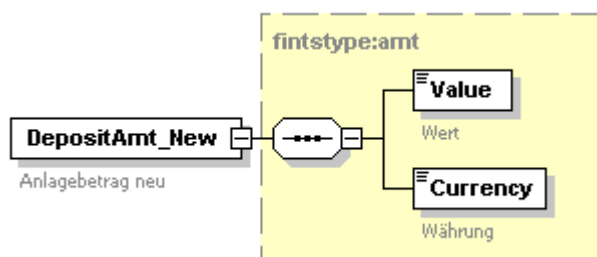 fintstype:amt
Value
Wert
DepositAmt_New
Anlagebetrag neu
Currency
Währung